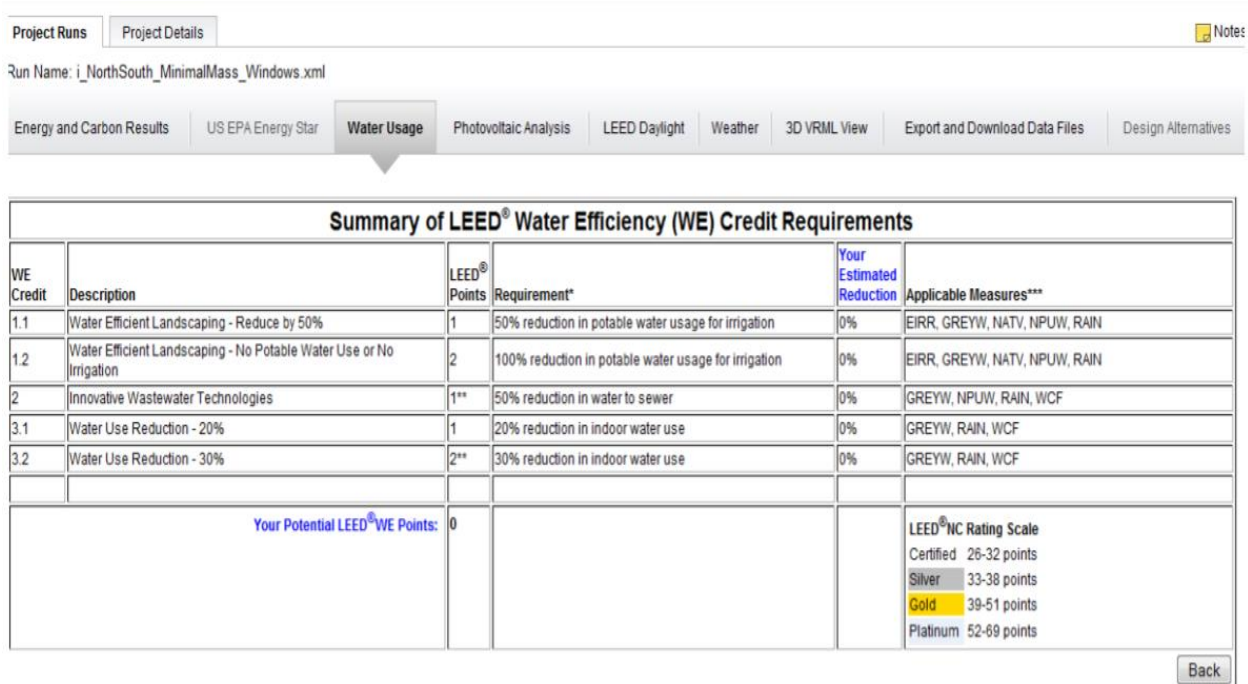 Project Runs Project Details Notes
Run Name: i_NorthSouth_MinimalMass_Windows.xml
Energy and Carbon Results US EPA Energy Star Water Usage Photovoltaic Analysis LEED Daylight Weather 3D VRML View Export and Download Data Files Design Alternatives
Summary of LEED® Water Efficiency (WE) Credit Requirements
WE Credit Description LEED® Points Requirement* Your Estimated Reduction Applicable Measures***
1.1 Water Efficient Landscaping - Reduce by 50% 1 50% reduction in potable water usage for irrigation 0% EIRR, GREYW, NATV, NPUW, RAIN
1.2 Water Efficient Landscaping - No Potable Water Use or No Irrigation 2 100% reduction in potable water usage for irrigation 0% EIRR, GREYW, NATV, NPUW, RAIN
2 Innovative Wastewater Technologies 1** 50% reduction in water to sewer 0% GREYW, NPUW, RAIN, WCF
3.1 Water Use Reduction - 20% 1 20% reduction in indoor water use 0% GREYW, RAIN, WCF
3.2 Water Use Reduction - 30% 2** 30% reduction in indoor water use 0% GREYW, RAIN, WCF
Your Potential LEED® WE Points: 0
LEED® NC Rating Scale
Certified 26-32 points
Silver 33-38 points
Gold 39-51 points
Platinum 52-69 points
Back